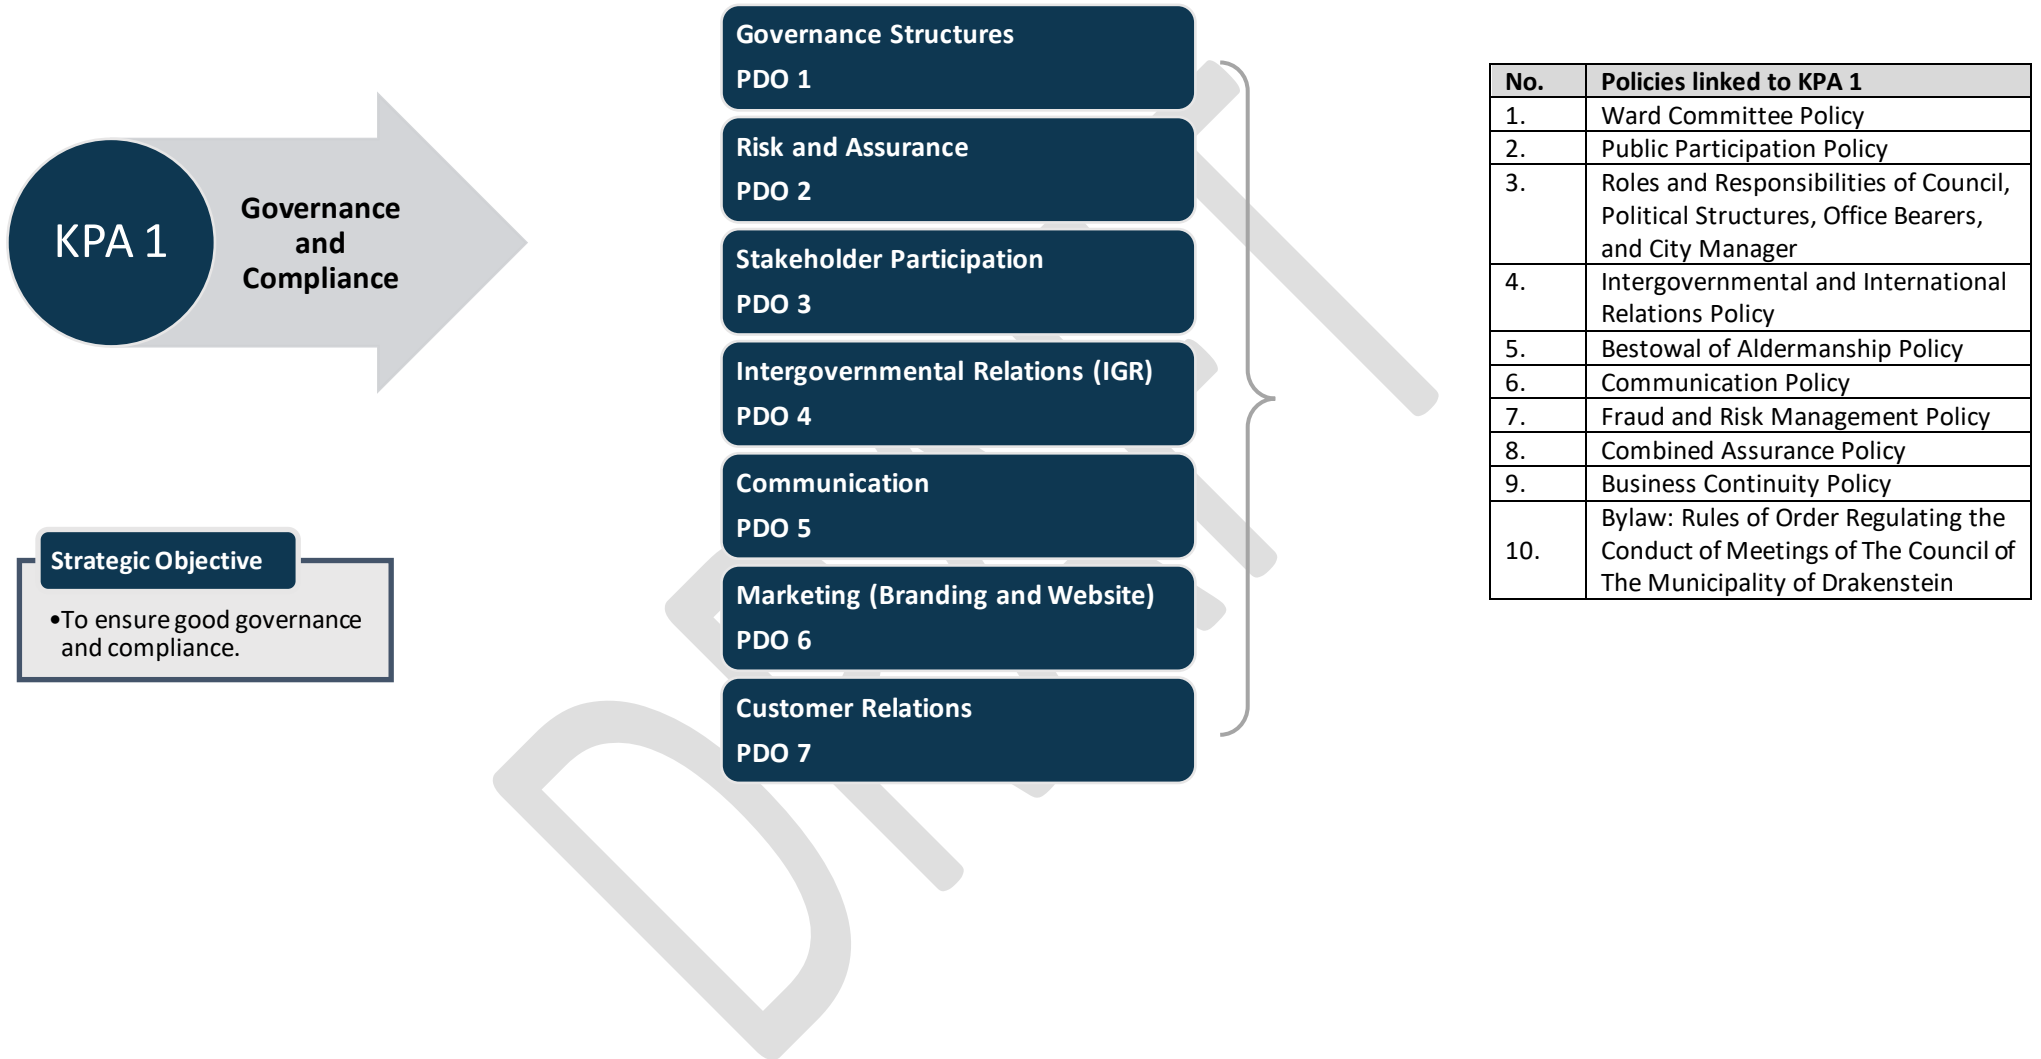 KPA 1
Governance
and
Compliance
Strategic Objective
•To ensure good governance
and compliance.
Governance Structures
PDO 1
Risk and Assurance
PDO 2
Stakeholder Participation
PDO 3
Intergovernmental Relations (IGR)
PDO 4
Communication
PDO 5
Marketing (Branding and Website)
PDO 6
Customer Relations
PDO 7
No. Policies linked to KPA 1
1. Ward Committee Policy
2. Public Participation Policy
3. Roles and Responsibilities of Council,
Political Structures, Office Bearers,
and City Manager
4. Intergovernmental and International
Relations Policy
5. Bestowal of Aldermanship Policy
6. Communication Policy
7. Fraud and Risk Management Policy
8. Combined Assurance Policy
9. Business Continuity Policy
10. Bylaw: Rules of Order Regulating the
Conduct of Meetings of The Council of
The Municipality of Drakenstein
DRAFT